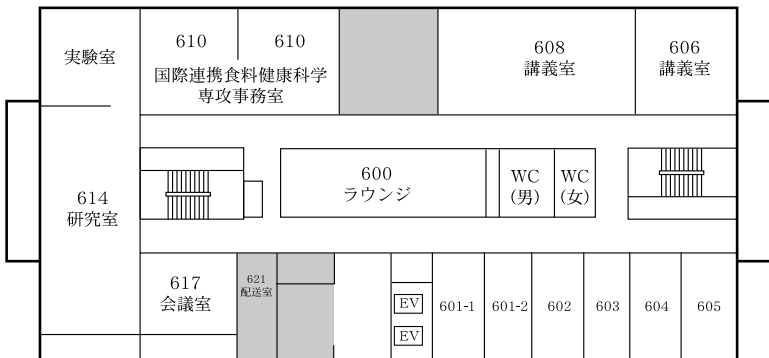 実験室
610
610
国際連携食料健康科学
専攻事務室
608
講義室
606
講義室
600
ラウンジ
WC
(男)
WC
(女)
614
研究室
617
会議室
621
配送室
EV
EV
601-1
601-2
602
603
604
605